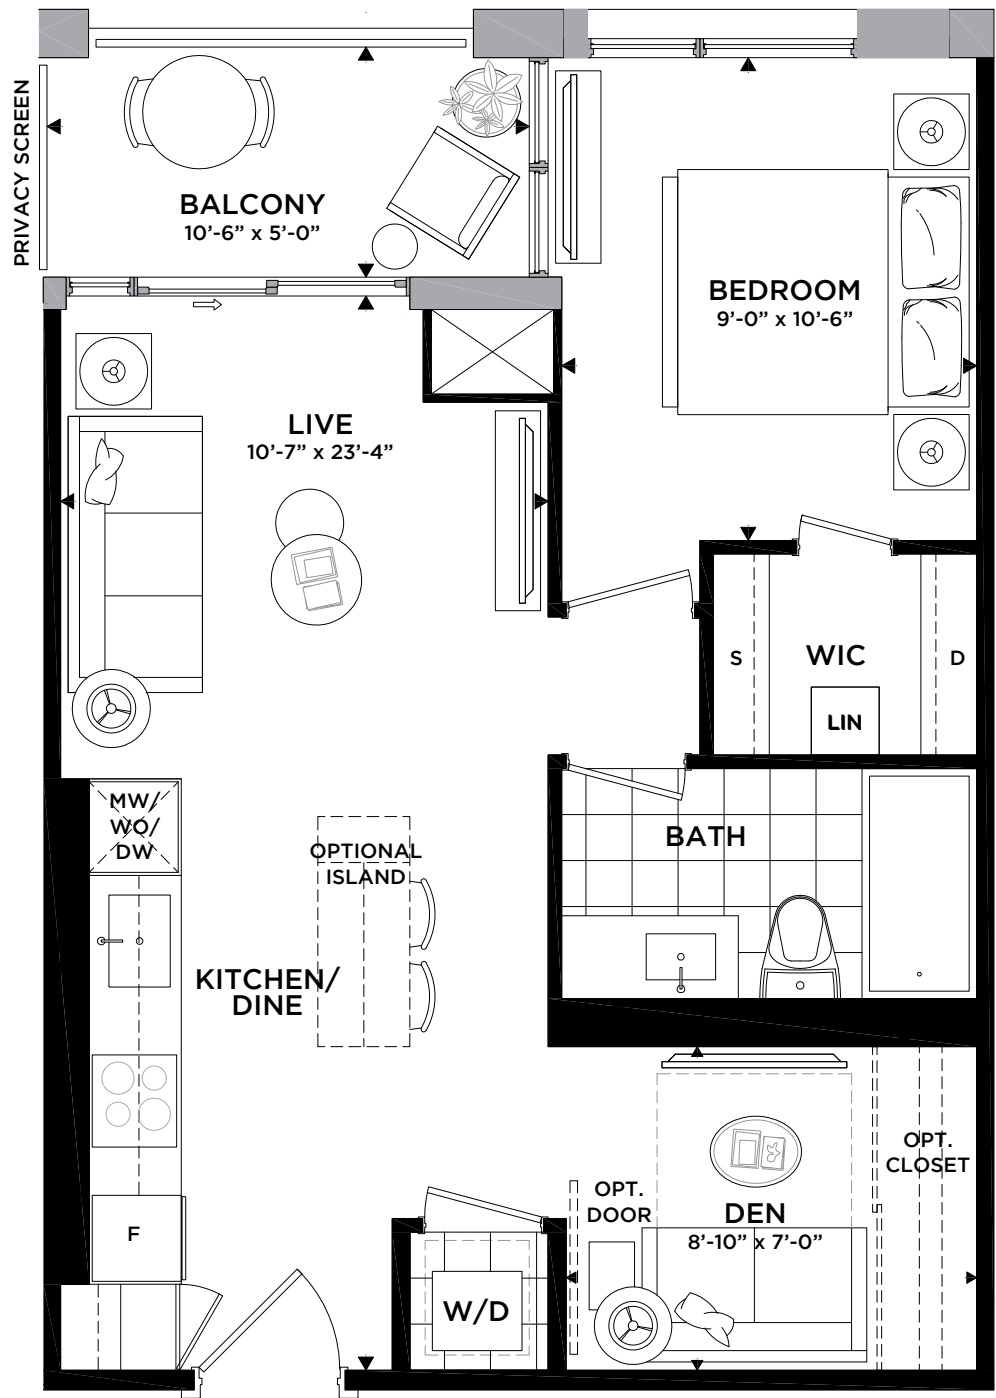 PRIVACY SCREEN
BALCONY
10'-6” x 5'-0”
BEDROOM
9'-0” x 10'-6”
LIVE
10'-7” x 23'-4”
S
WIC
D
LIN
MW/
WO/
DW
OPTIONAL
ISLAND
BATH
KITCHEN/
DINE
OPT.
CLOSET
OPT.
DOOR
DEN
8'-10” x 7'-0”
F
W/D